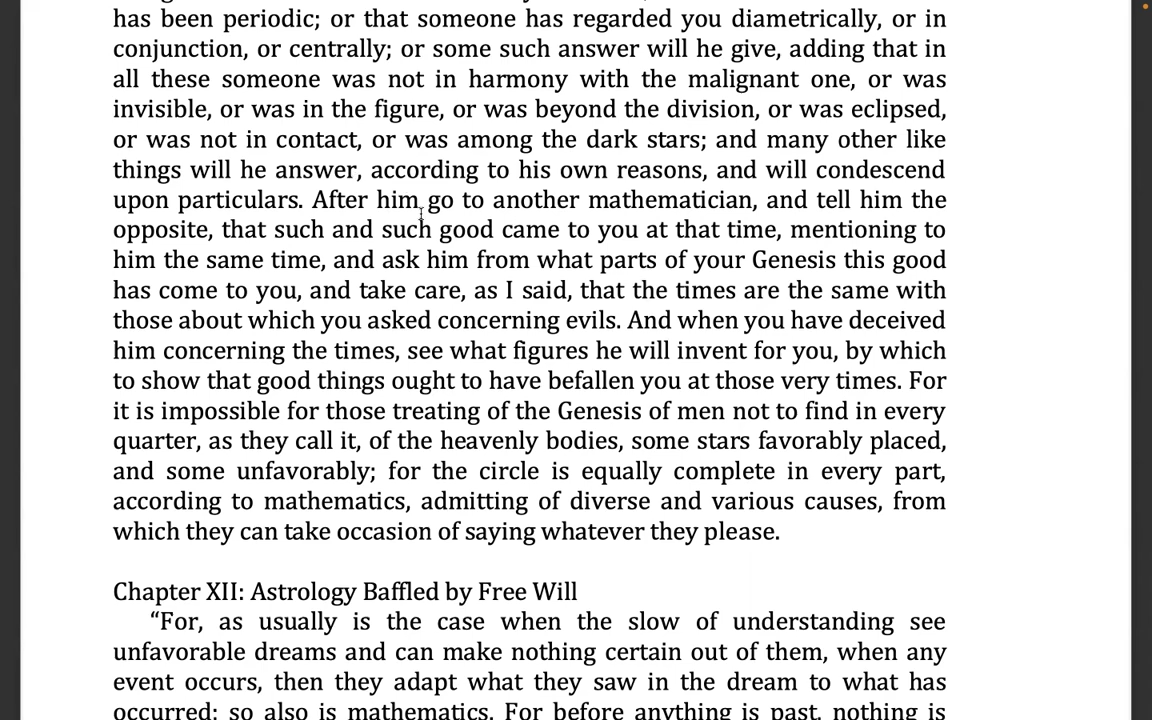 has been periodic; or that someone has regarded you diametrically, or in
conjunction, or centrally; or some such answer will he give, adding that in
all these someone was not in harmony with the malignant one, or was
invisible, or was in the figure, or was beyond the division, or was eclipsed,
or was not in contact, or was among the dark stars; and many other like
things will he answer, according to his own reasons, and will condescend
upon particulars. After him go to another mathematician, and tell him the
opposite, that such and such good came to you at that time, mentioning to
him the same time, and ask him from what parts of your Genesis this good
has come to you, and take care, as I said, that the times are the same with
those about which you asked concerning evils. And when you have deceived
him concerning the times, see what figures he will invent for you, by which
to show that good things ought to have befallen you at those very times. For
it is impossible for those treating of the Genesis of men not to find in every
quarter, as they call it, of the heavenly bodies, some stars favorably placed,
and some unfavorably; for the circle is equally complete in every part,
according to mathematics, admitting of diverse and various causes, from
which they can take occasion of saying whatever they please.
Chapter XII: Astrology Baffled by Free Will
“For, as usually is the case when the slow of understanding see
unfavorable dreams and can make nothing certain out of them, when any
event occurs, then they adapt what they saw in the dream to what has
occurred; so also is mathematics. For before anything is past, nothing is